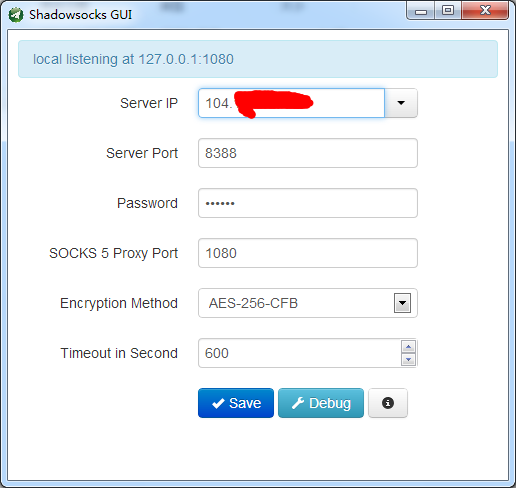 Shadowsocks GUI
local listening at 127.0.0.1:1080
Server IP 104.
Server Port 8388
Password ••••••
SOCKS 5 Proxy Port 1080
Encryption Method AES-256-CFB
Timeout in Second 600
Save Debug